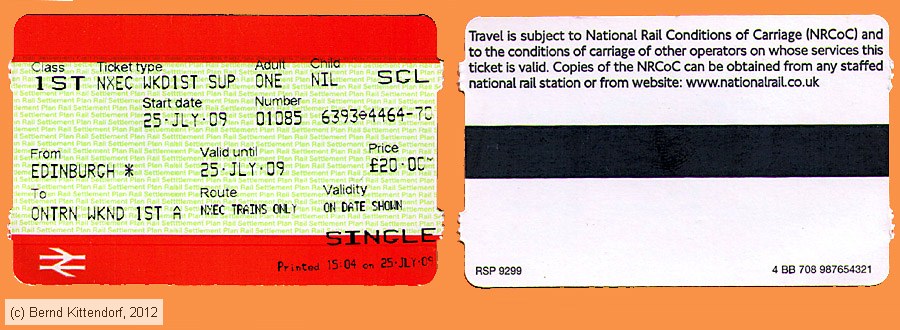 Class Ticket type Adult Child
1ST NXEC WKD1ST SUP ONE NIL SGL
Start date Number
25·JLY·09 01085 6393 4464-70
From Valid until Price
EDINBURGH * 25·JLY·09 £20·00
To Route Validity
ONTRN WKND 1ST A NXEC TRAINS ONLY ON DATE SHOWN
SINGLE
Printed 15:04 on 25·JLY·09
(c) Bernd Kittendorf, 2012
Travel is subject to National Rail Conditions of Carriage (NRCoC) and
to the conditions of carriage of other operators on whose services this
ticket is valid. Copies of the NRCoC can be obtained from any staffed
national rail station or from website: www.nationalrail.co.uk
RSP 9299 4 BB 708 987654321